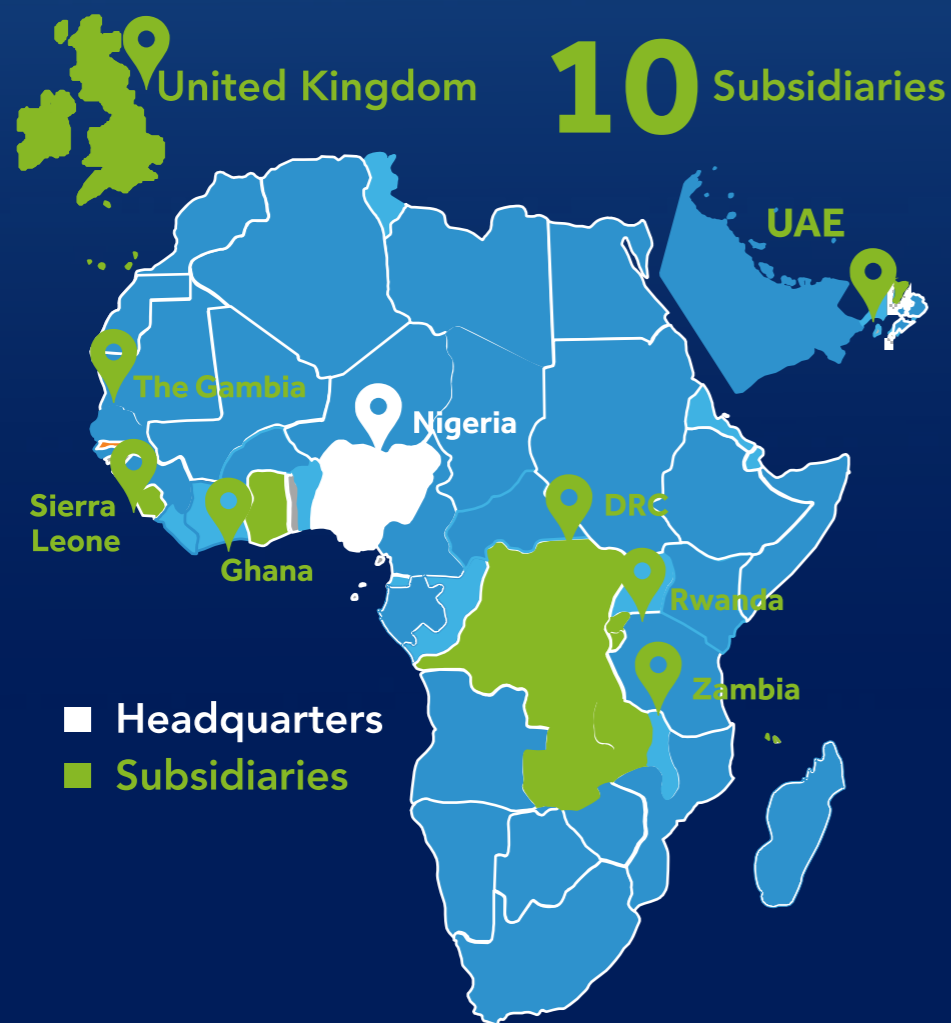 United Kingdom
10 Subsidiaries
UAE
The Gambia
Nigeria
Sierra
Leone
DRC
Ghana
Rwanda
Zambia
Headquarters
Subsidiaries